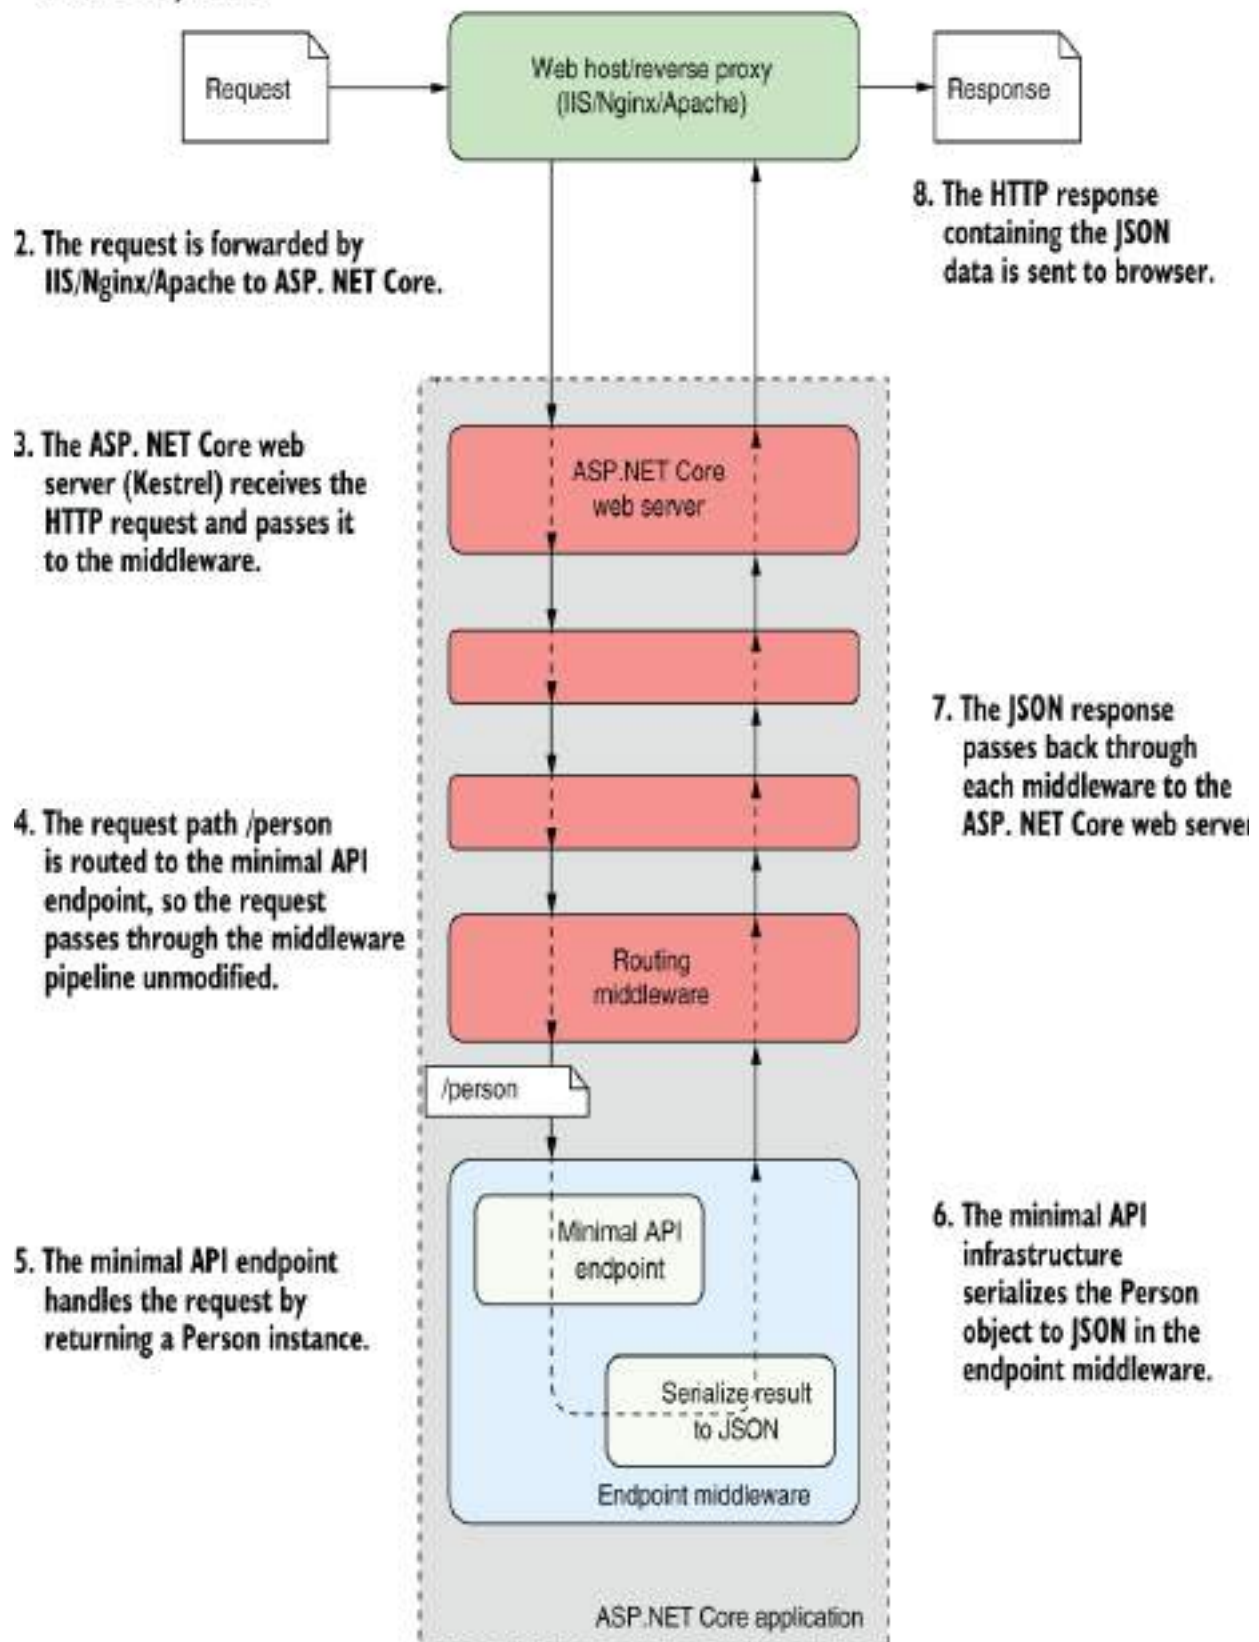 Request
Web host/reverse proxy
(IIS/Nginx/Apache)
Response
2. The request is forwarded by
IIS/Nginx/Apache to ASP. NET Core.
8. The HTTP response
containing the JSON
data is sent to browser.
3. The ASP. NET Core web
server (Kestrel) receives the
HTTP request and passes it
to the middleware.
ASP.NET Core
web server
7. The JSON response
passes back through
each middleware to the
ASP. NET Core web server
4. The request path /person
is routed to the minimal API
endpoint, so the request
passes through the middleware
pipeline unmodified.
Routing
middleware
/person
5. The minimal API endpoint
handles the request by
returning a Person instance.
Minimal API
endpoint
6. The minimal API
infrastructure
serializes the Person
object to JSON in the
endpoint middleware.
Serialize result
to JSON
Endpoint middleware
ASP.NET Core application